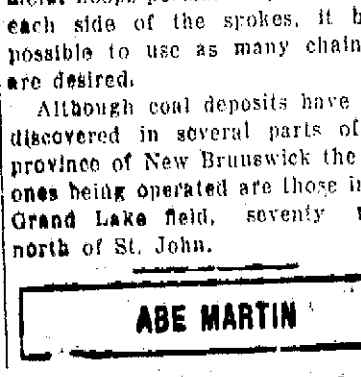 each side of the spokes, it b
possible to use as many chain
are desired.
Although coal deposits have
discovered in several parts of
province of New Brunswick the
ones being operated are those in
Grand Lake field, seventy
north of St. John.
ABE MARTIN